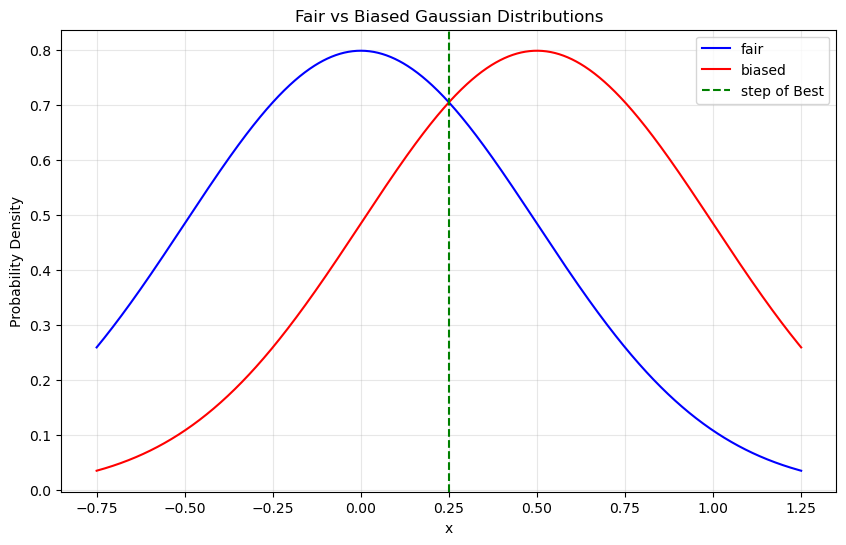 Fair vs Biased Gaussian Distributions
fair
biased
step of Best
Probability Density
0.8
0.7
0.6
0.5
0.4
0.3
0.2
0.1
0.0
−0.75 −0.50 −0.25 0.00 0.25 0.50 0.75 1.00 1.25
x